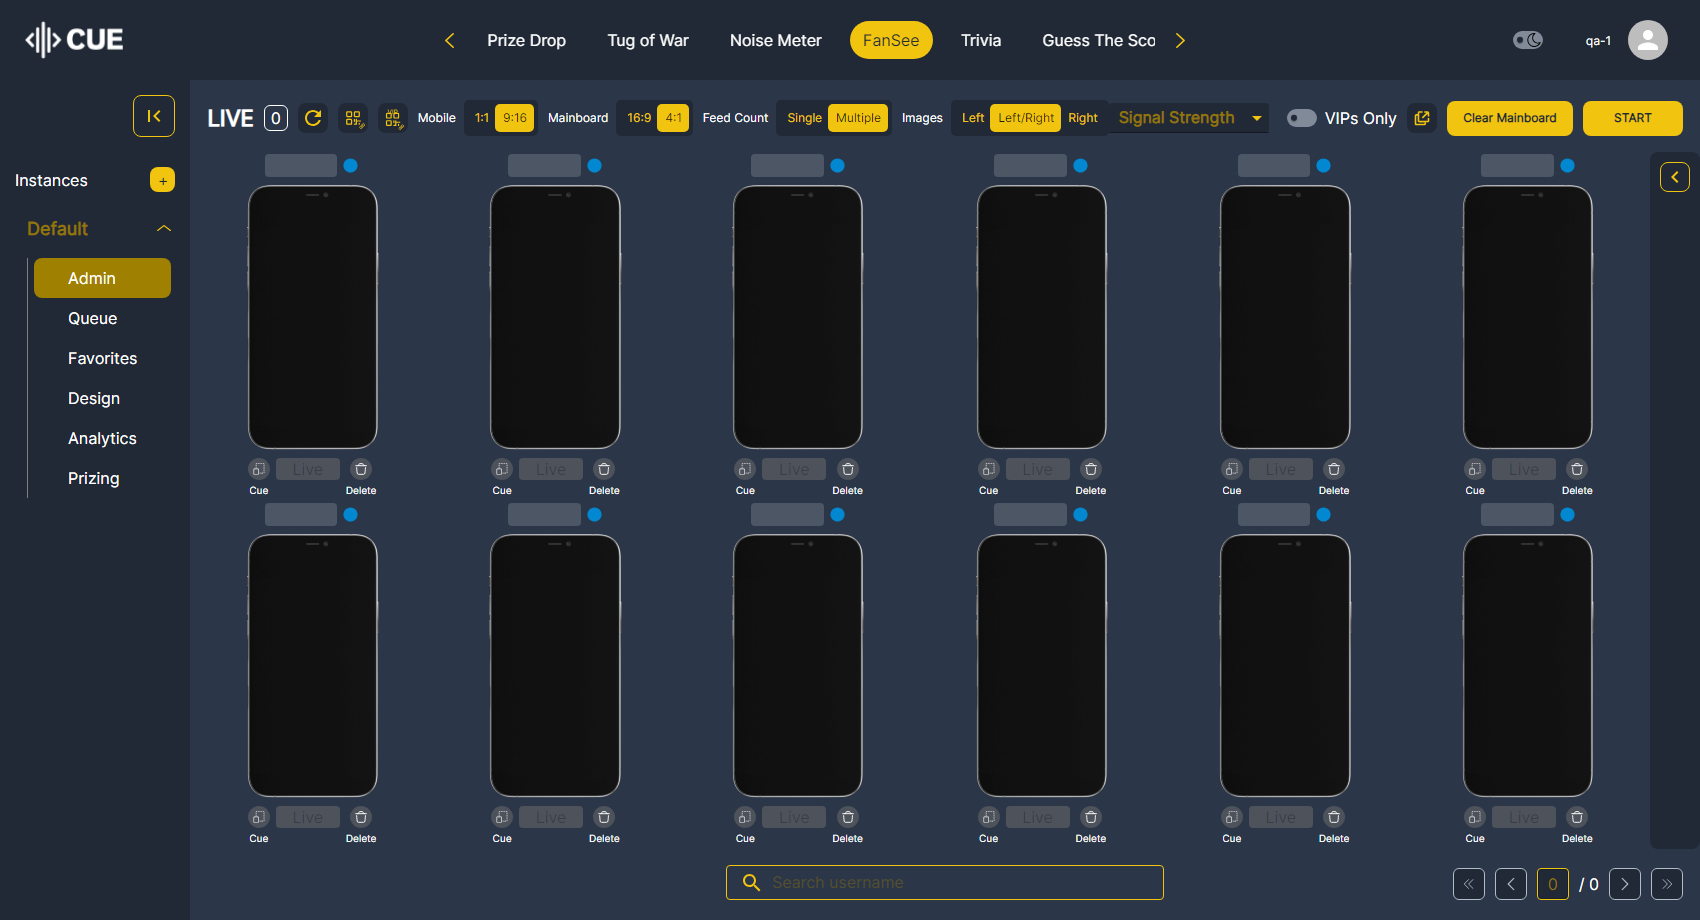 CUE
Prize Drop Tug of War Noise Meter FanSee Trivia Guess The Sco
qa-1
LIVE 0 Mobile 1:1 9:16 Mainboard 16:9 4:1 Feed Count Single Multiple Images Left Left/Right Right Signal Strength VIPs Only Clear Mainboard START
Instances +
Default
Admin
Queue
Favorites
Design
Analytics
Prizing
Live Live Live Live Live Live
Cue Delete Cue Delete Cue Delete Cue Delete Cue Delete Cue Delete
Live Live Live Live Live Live
Cue Delete Cue Delete Cue Delete Cue Delete Cue Delete Cue Delete
Search username
0 / 0